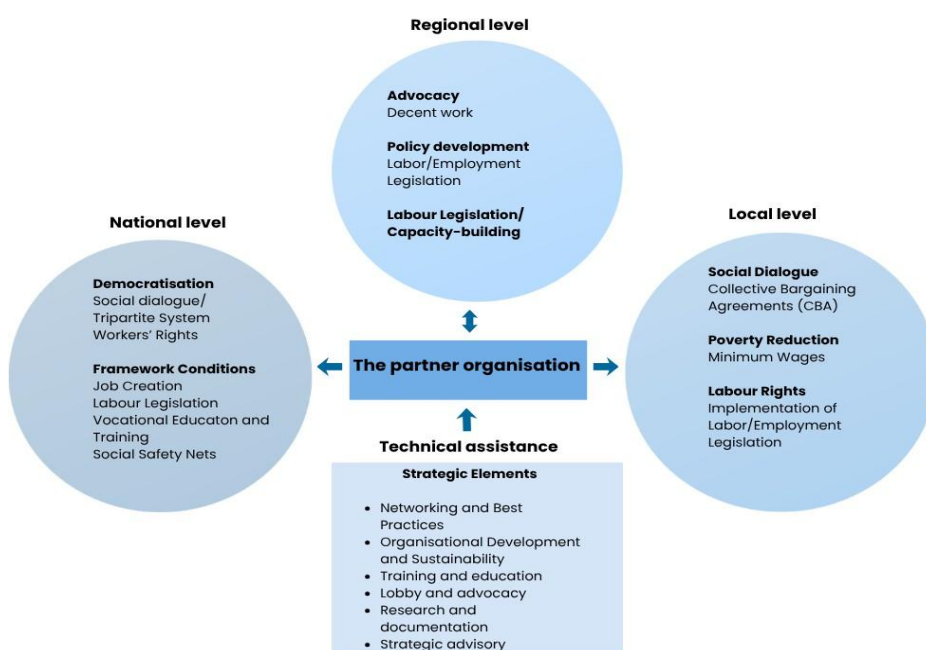 Regional level
Advocacy
Decent work
Policy development
Labor/Employment
Legislation
Labour Legislation/
Capacity-building
National level
Democratisation
Social dialogue/
Tripartite System
Workers' Rights
Framework Conditions
Job Creation
Labour Legislation
Vocational Educaton and
Training
Social Safety Nets
Local level
Social Dialogue
Collective Bargaining
Agreements (CBA)
Poverty Reduction
Minimum Wages
Labour Rights
Implementation of
Labor/Employment
Legislation
The partner organisation
Technical assistance
Strategic Elements
• Networking and Best
Practices
• Organisational Development
and Sustainability
• Training and education
• Lobby and advocacy
• Research and
documentation
• Strategic advisory